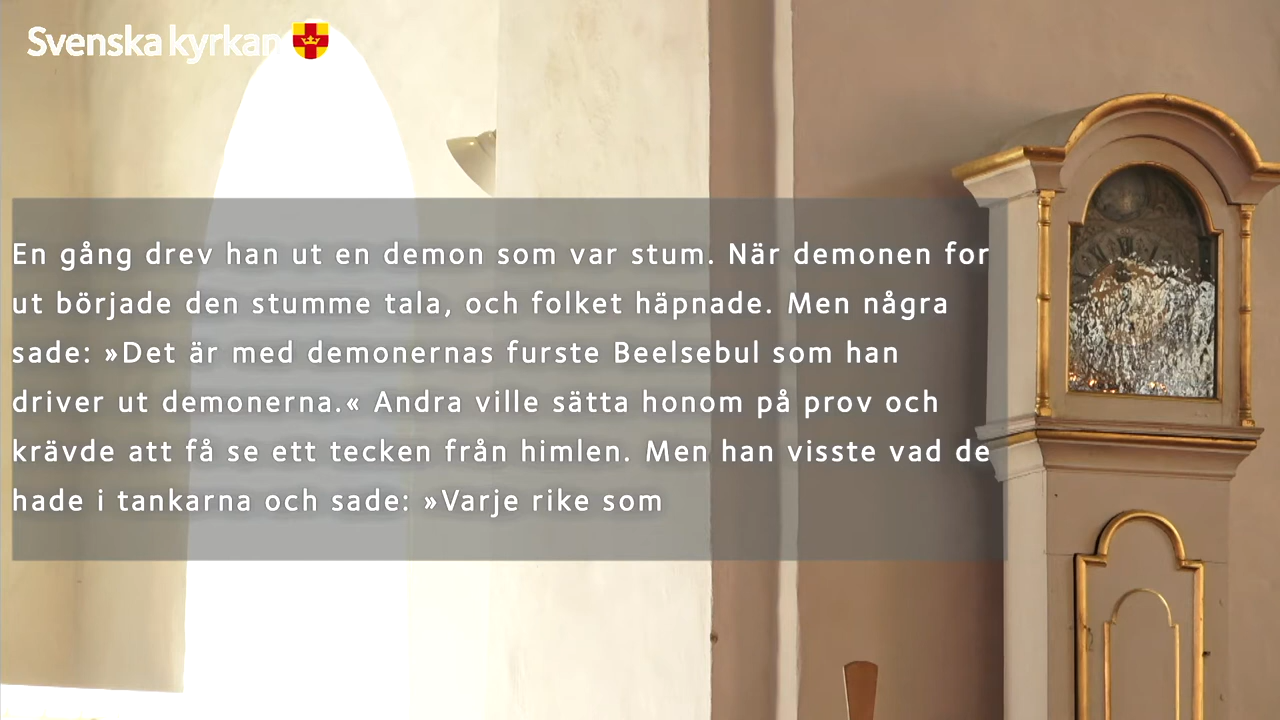 Svenska kyrkan
En gång drev han ut en demon som var stum. När demonen for
ut började den stumme tala, och folket häpnade. Men några
sade: »Det är med demonernas furste Beelsebul som han
driver ut demonerna.« Andra ville sätta honom på prov och
krävde att få se ett tecken från himlen. Men han visste vad de
hade i tankarna och sade: »Varje rike som